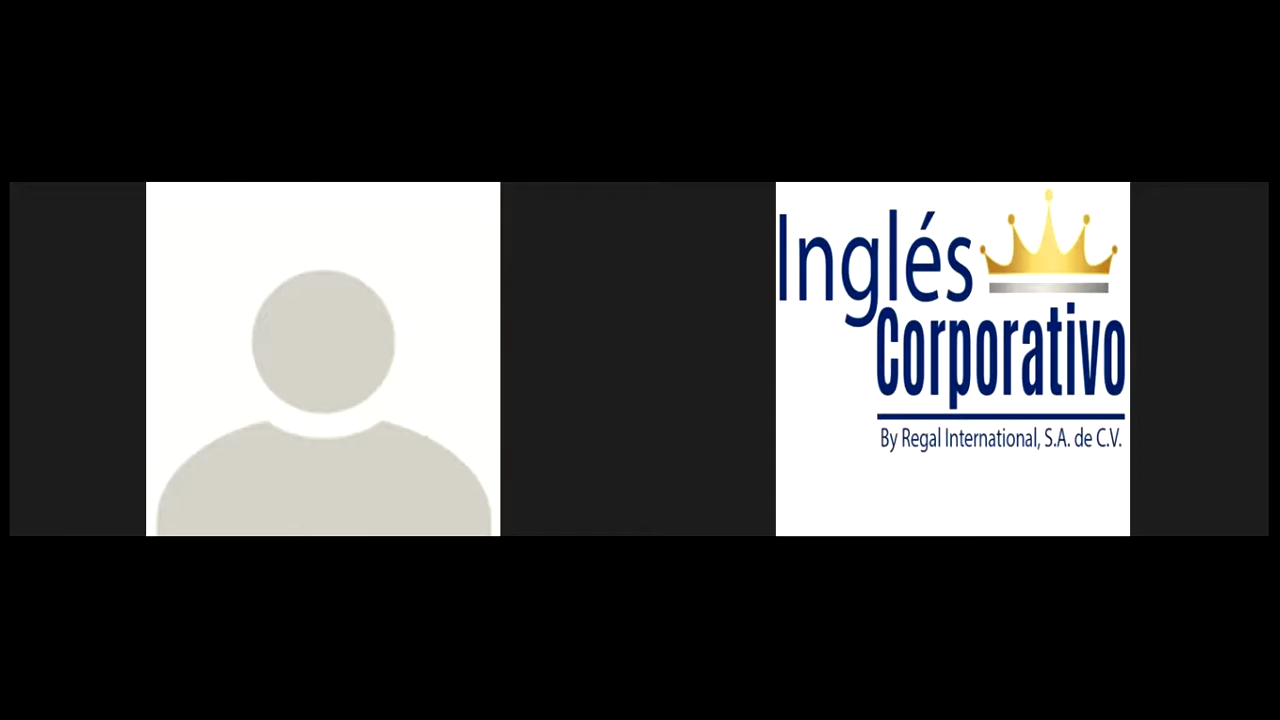 Inglés
Corporativo
By Regal International, S.A. de C.V.